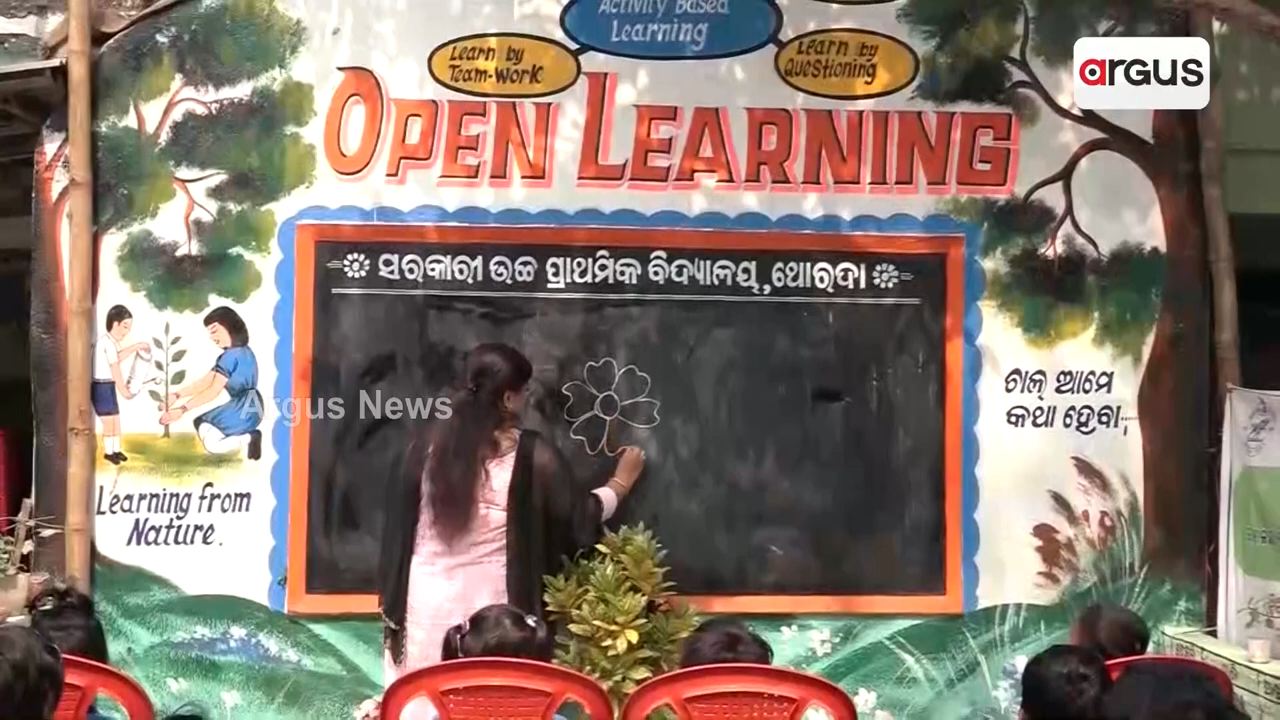 Activity Based
Learning
Learn by
Team-Work
Learn by
Questioning
argus
OPEN LEARNING
ସରକାରୀ ଉଚ୍ଚ ପ୍ରାଥମିକ ବିଦ୍ୟାଳୟ,ଥୋରଦା
ଚାଲ୍ ଆମେ
କଥା ହେବା;
Argus News
Learning from
Nature.